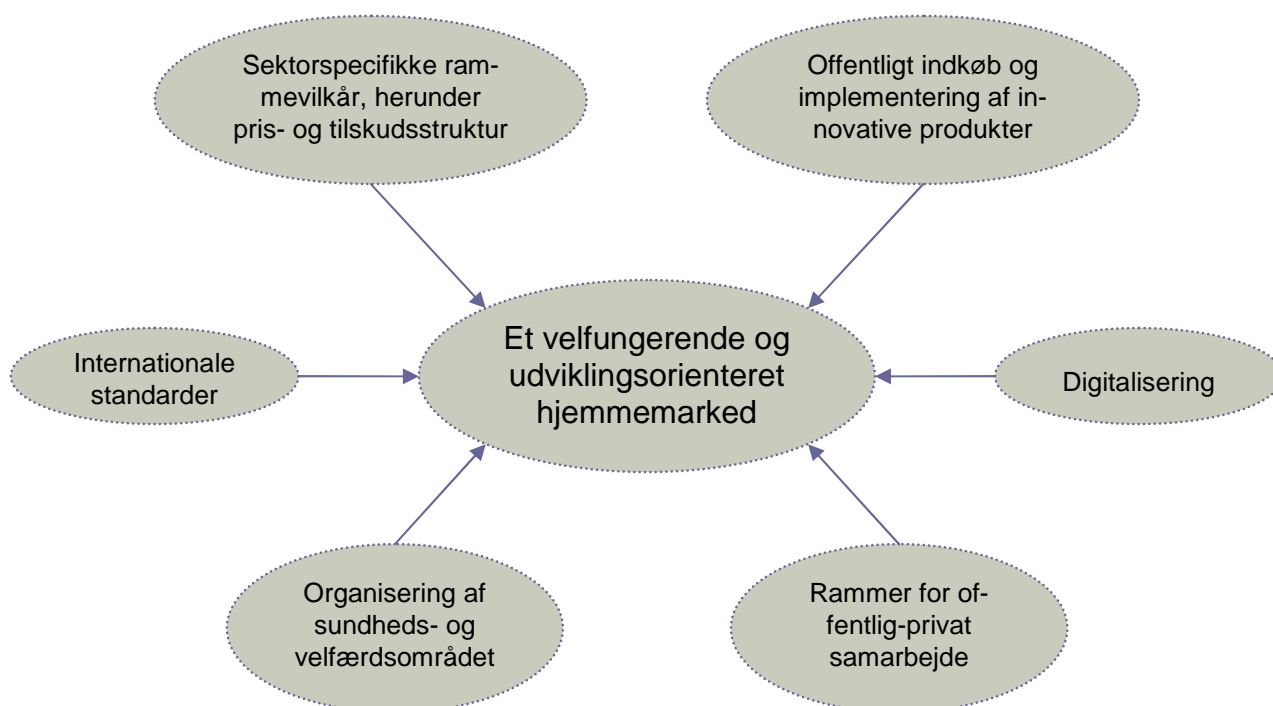 Sektorspecifikke ram-
mevilkår, herunder
pris- og tilskudsstruktur
Offentligt indkøb og
implementering af in-
novative produkter
Internationale
standarder
Et velfungerende og
udviklingsorienteret
hjemmemarked
Digitalisering
Organisering af
sundheds- og
velfærdsområdet
Rammer for of-
fentlig-privat
samarbejde